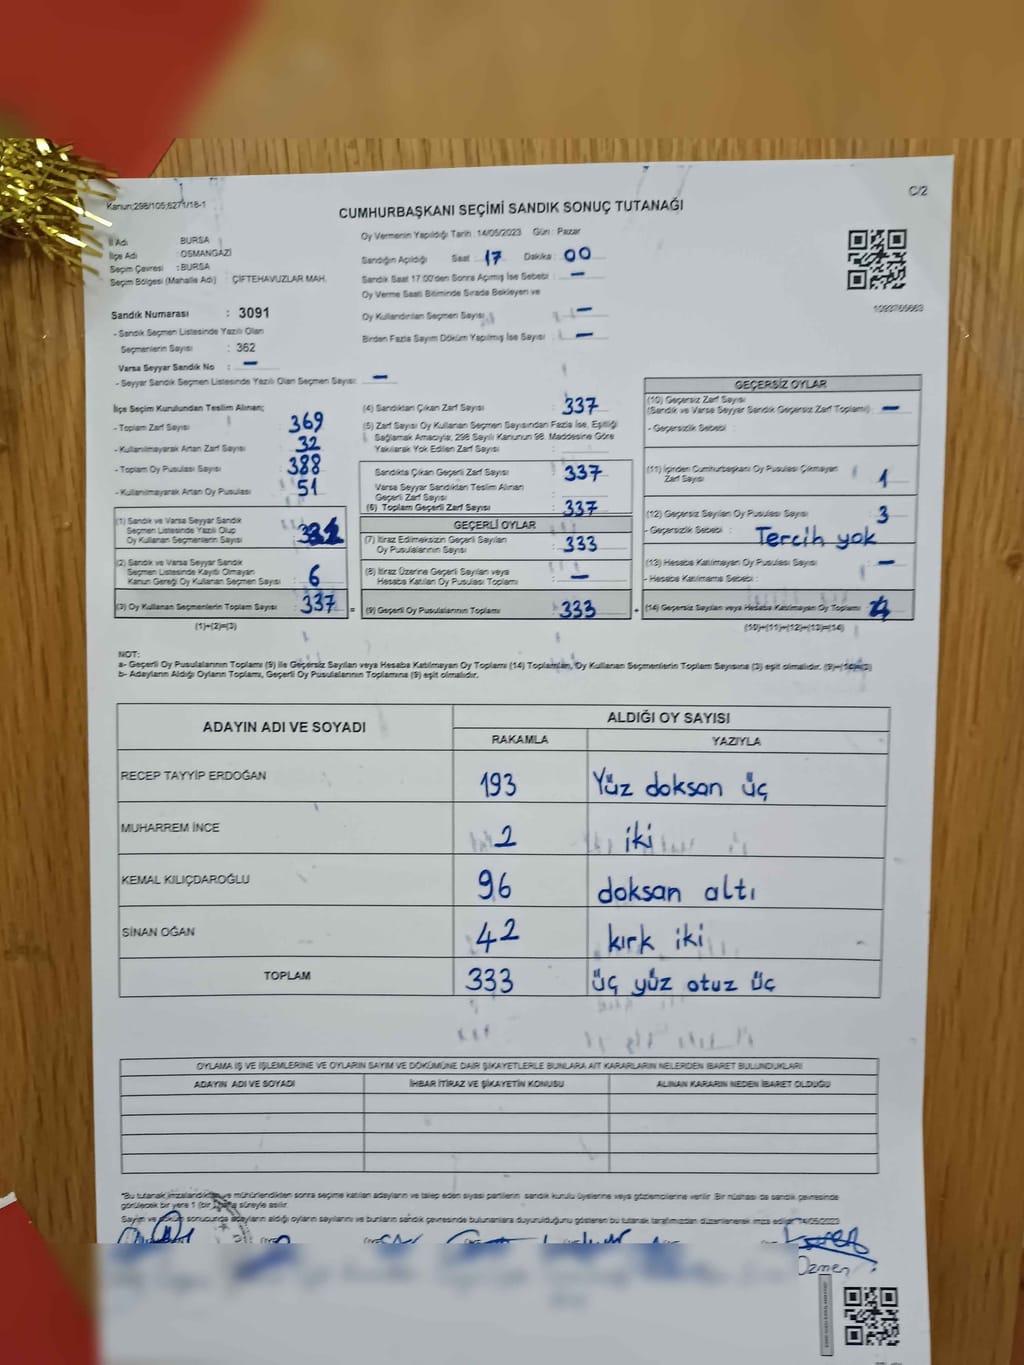 Kanun;298/105;6271/18-1
C/2
CUMHURBAŞKANI SEÇİMİ SANDIK SONUÇ TUTANAĞI
İl Adı BURSA
İlçe Adı : OSMANGAZİ
Seçim Çevresi : BURSA
Seçim Bölgesi (Mahalle Adı) ÇİFTEHAVUZLAR MAH.
Sandık Numarası : 3091
- Sandık Seçmen Listesinde Yazılı Olan
Seçmenlerin Sayısı : 362
Varsa Seyyar Sandık No : -
- Seyyar Sandık Seçmen Listesinde Yazılı Olan Seçmen Sayısı: -
Oy Vermenin Yapıldığı Tarih : 14/05/2023 Gün : Pazar
Sandığın Açıldığı Saat : 17 Dakika : 00
Sandık Saat 17:00'den Sonra Açımış İse Sebebi : -
Oy Verme Saati Bitiminde Sırada Bekleyen ve
Oy Kullandırılan Seçmen Sayısı : -
Birden Fazla Sayım Döküm Yapılmış İse Sayısı : -
1093765663
İlçe Seçim Kurulundan Teslim Alınan;
- Toplam Zarf Sayısı : 369
- Kullanılmayarak Artan Zarf Sayısı : 32
- Toplam Oy Pusulası Sayısı : 388
- Kullanılmayarak Artan Oy Pusulası : 51
(1) Sandık ve Varsa Seyyar Sandık
Seçmen Listesinde Yazılı Olup
Oy Kullanan Seçmenlerin Sayısı :
(2) Sandık ve Varsa Seyyar Sandık
Seçmen Listesinde Kayıtlı Olmayan
Kanun Gereği Oy Kullanan Seçmen Sayısı : 6
(3) Oy Kullanan Seçmenlerin Toplam Sayısı : 337 =
(1)+(2)=(3)
(4) Sandıktan Çıkan Zarf Sayısı : 337
(5) Zarf Sayısı Oy Kullanan Seçmen Sayısından Fazla İse, Eşitliği
Sağlamak Amacıyla, 298 Sayılı Kanunun 98. Maddesine Göre
Yakılarak Yok Edilen Zarf Sayısı :
Sandıkta Çıkan Geçerli Zarf Sayısı : 337
Varsa Seyyar Sandıktan Teslim Alınan
Geçerli Zarf Sayısı :
(6) Toplam Geçerli Zarf Sayısı : 337
GEÇERLİ OYLAR
(7) İtiraz Edilmeksizin Geçerli Sayılan
Oy Pusulalarının Sayısı : 333
(8) İtiraz Üzerine Geçerli Sayılan veya
Hesaba Katılan Oy Pusulası Toplamı : -
(9) Geçerli Oy Pusulalarının Toplamı : 333 +
GEÇERSİZ OYLAR
(10) Geçersiz Zarf Sayısı
(Sandık ve Varsa Seyyar Sandık Geçersiz Zarf Toplamı) : -
- Geçersizlik Sebebi :
(11) İçinden Cumhurbaşkanı Oy Pusulası Çıkmayan
Zarf Sayısı : 1
(12) Geçersiz Sayılan Oy Pusulası Sayısı : 3
- Geçersizlik Sebebi : Tercih yok
(13) Hesaba Katılmayan Oy Pusulası Sayısı : -
- Hesaba Katılmama Sebebi :
(14) Geçersiz Sayılan veya Hesaba Katılmayan Oy Toplamı : 4
(10)+(11)+(12)+(13)=(14)
NOT:
a- Geçerli Oy Pusulalarının Toplamı (9) ile Geçersiz Sayılan veya Hesaba Katılmayan Oy Toplamı (14) Toplamları, Oy Kullanan Seçmenlerin Toplam Sayısına (3) eşit olmalıdır. (9)+(14)=(3)
b- Adayların Aldığı Oyların Toplamı, Geçerli Oy Pusulalarının Toplamına (9) eşit olmalıdır.
ADAYIN ADI VE SOYADI ALDIĞI OY SAYISI
RAKAMLA YAZIYLA
RECEP TAYYİP ERDOĞAN 193 Yüz doksan üç
MUHARREM İNCE 2 iki
KEMAL KILIÇDAROĞLU 96 doksan altı
SİNAN OĞAN 42 kırk iki
TOPLAM 333 üç yüz otuz üç
OYLAMA İŞ VE İŞLEMLERİNE VE OYLARIN SAYIM VE DÖKÜMÜNE DAİR ŞİKAYETLERLE BUNLARA AİT KARARLARIN NELERDEN İBARET BULUNDUKLARI
ADAYIN ADI VE SOYADI İHBAR İTİRAZ VE ŞİKAYETİN KONUSU ALINAN KARARIN NEDEN İBARET OLDUĞU
*Bu tutanak imzalandıktan ve mühürlendikten sonra seçime katılan adayların ve talep eden siyasi partilerin sandık kurulu üyelerine veya gözlemcilerine verilir. Bir nüshası da sandık çevresinde
görülecek bir yere 1 (bir) hafta süreyle asılır.
Sayım ve döküm sonucunda adayların aldığı oyların sayılarını ve bunların sandık çevresinde bulunanlara duyurulduğunu gösteren bu tutanak tarafımızdan düzenlenerek imza edildi. 14/05/2023
Özmen